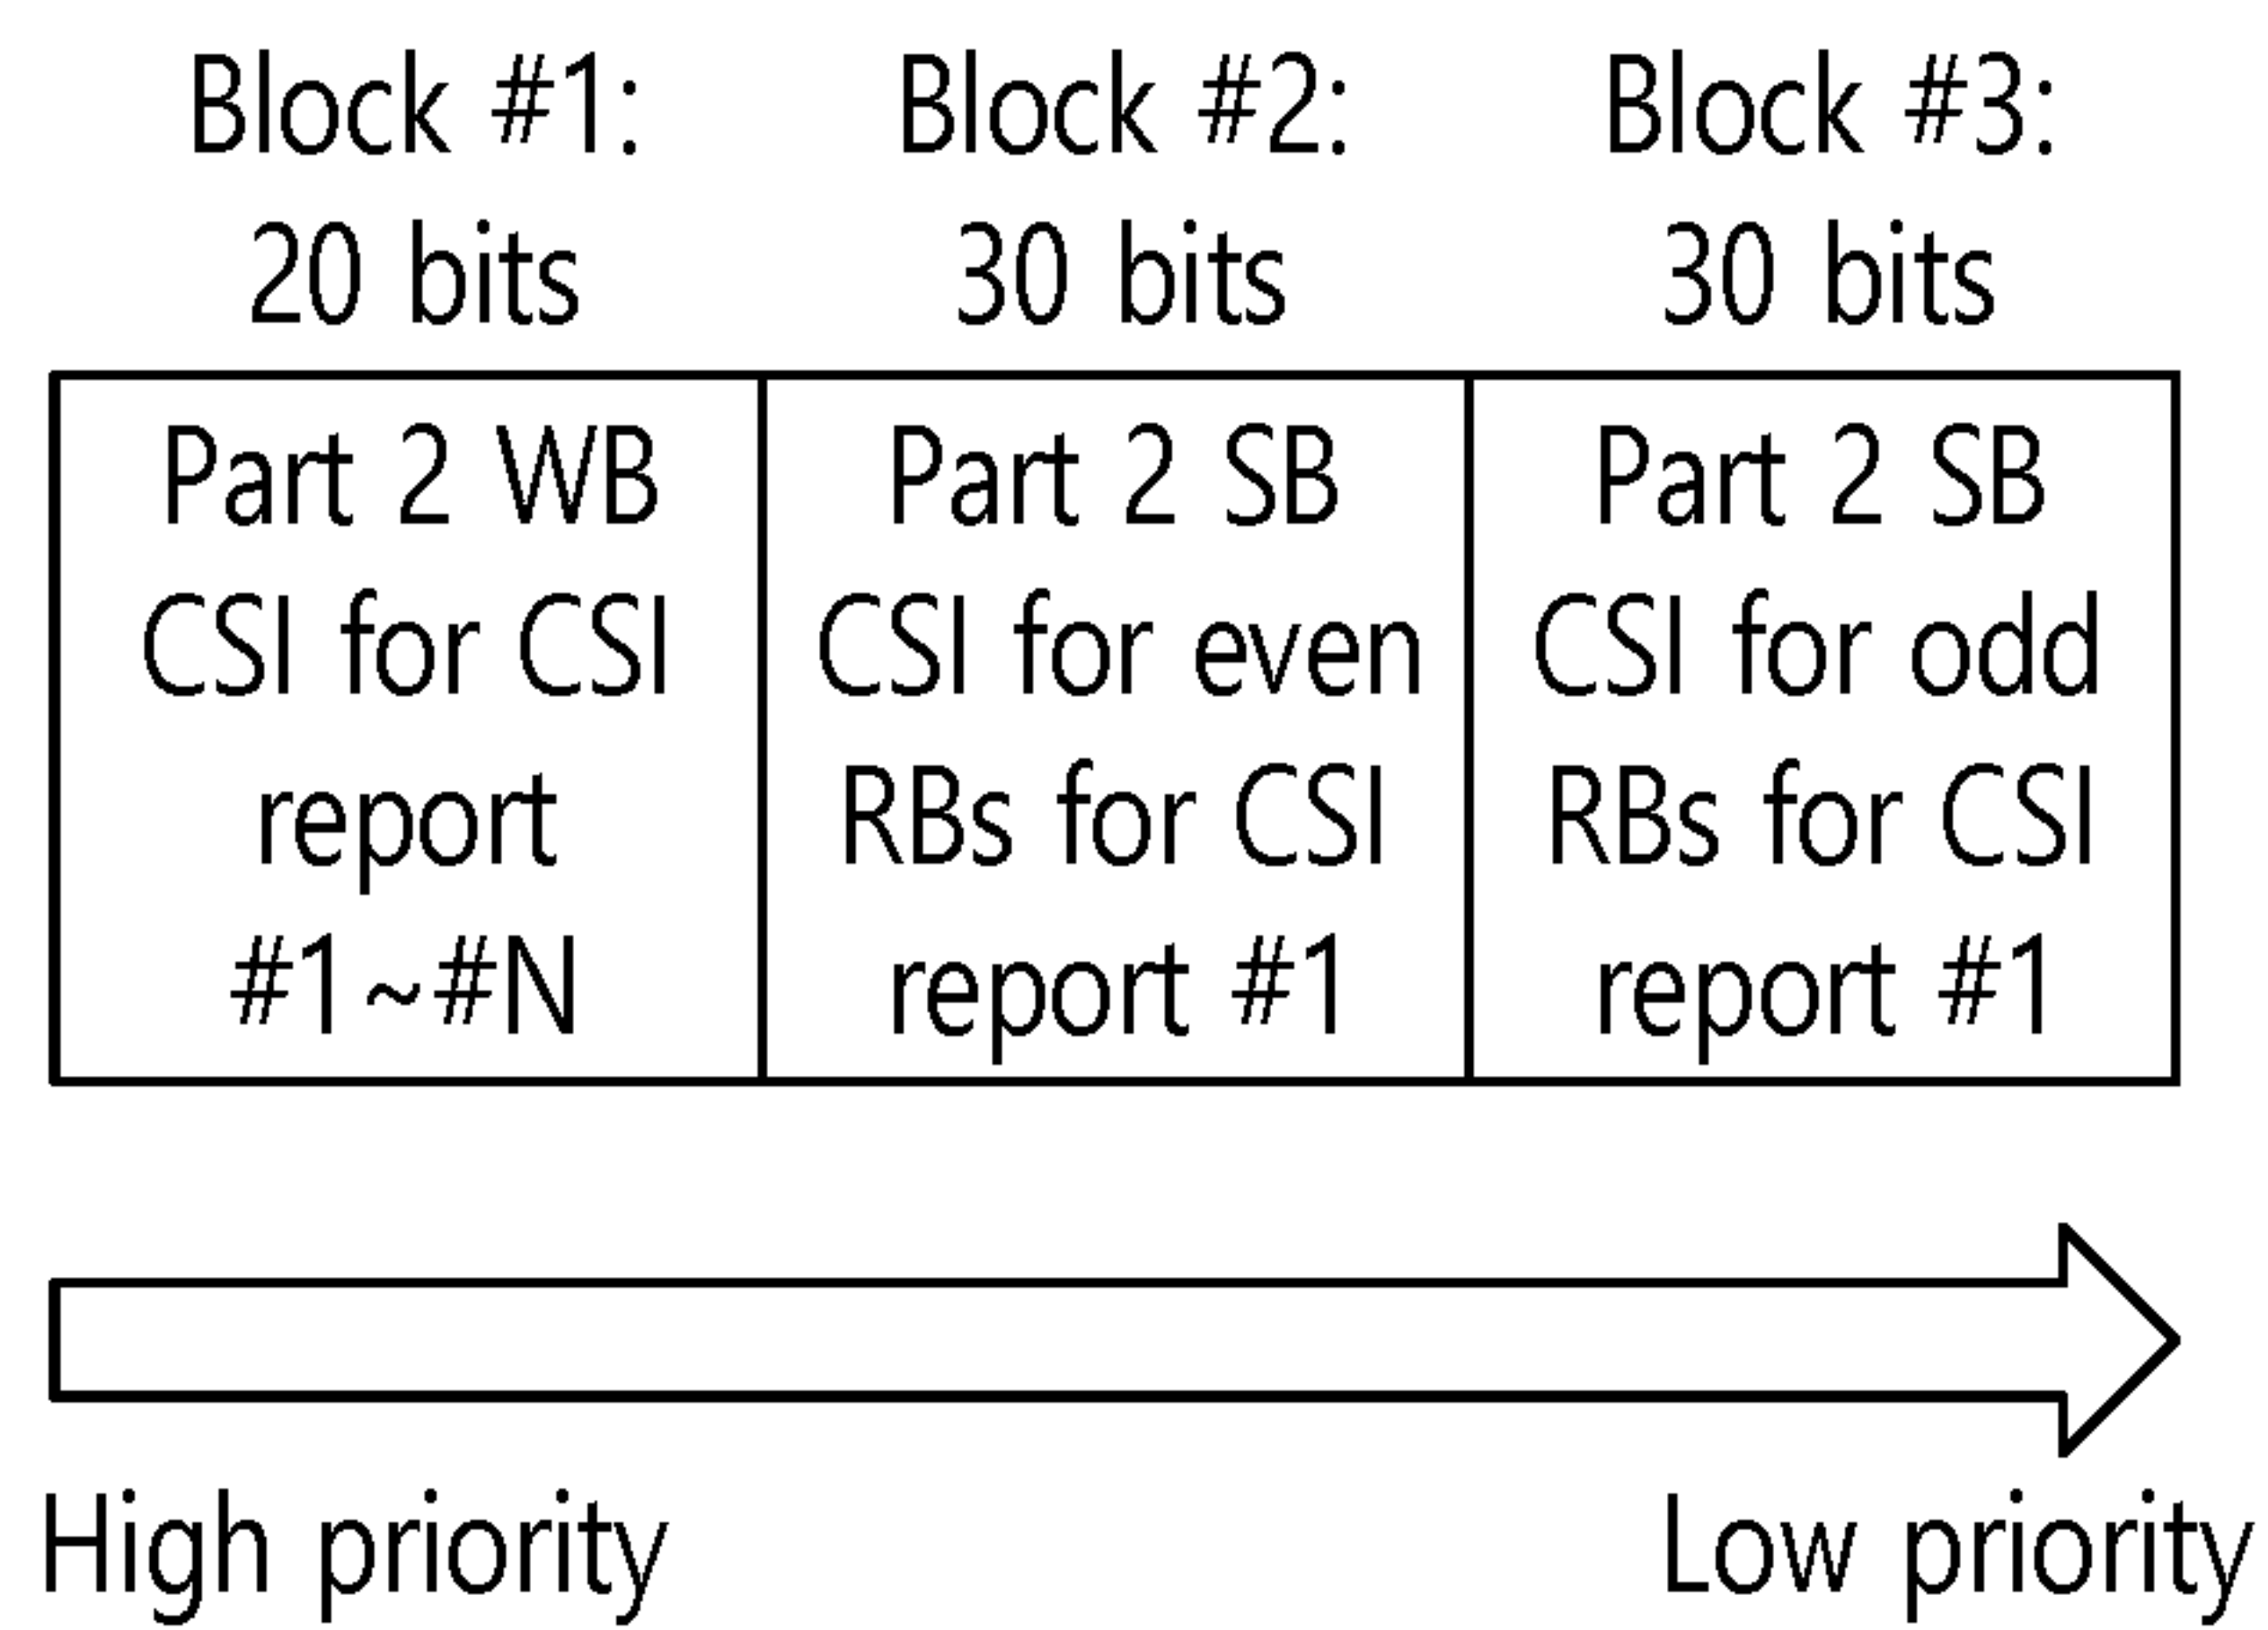 Block #1:
20 bits
Block #2:
30 bits
Block #3:
30 bits
Part 2 WB
CSI for CSI
report
#1~#N
Part 2 SB
CSI for even
RBs for CSI
report #1
Part 2 SB
CSI for odd
RBs for CSI
report #1
High priority
Low priority